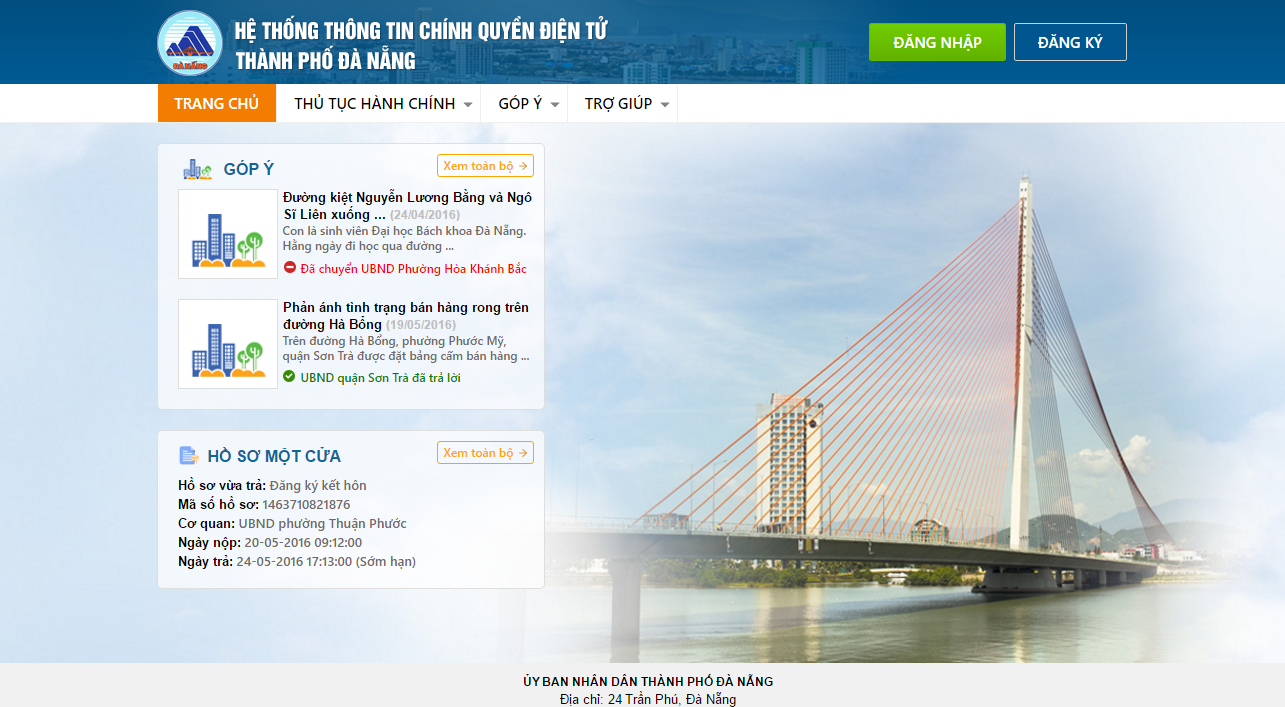 HỆ THỐNG THÔNG TIN CHÍNH QUYỀN ĐIỆN TỬ
THÀNH PHỐ ĐÀ NẴNG
ĐÀ NẴNG
ĐĂNG NHẬP
ĐĂNG KÝ
TRANG CHỦ
THỦ TỤC HÀNH CHÍNH
GÓP Ý
TRỢ GIÚP
GÓP Ý
Xem toàn bộ →
Đường kiệt Nguyễn Lương Bằng và Ngô
Sĩ Liên xuống ... (24/04/2016)
Con là sinh viên Đại học Bách khoa Đà Nẵng.
Hằng ngày đi học qua đường ...
Đã chuyển UBND Phường Hòa Khánh Bắc
Phản ánh tình trạng bán hàng rong trên
đường Hà Bổng (19/05/2016)
Trên đường Hà Bổng, phường Phước Mỹ,
quận Sơn Trà được đặt bảng cấm bán hàng ...
UBND quận Sơn Trà đã trả lời
HỒ SƠ MỘT CỬA
Xem toàn bộ →
Hồ sơ vừa trả: Đăng ký kết hôn
Mã số hồ sơ: 1463710821876
Cơ quan: UBND phường Thuận Phước
Ngày nộp: 20-05-2016 09:12:00
Ngày trả: 24-05-2016 17:13:00 (Sớm hạn)
ỦY BAN NHÂN DÂN THÀNH PHỐ ĐÀ NẴNG
Địa chỉ: 24 Trần Phú, Đà Nẵng